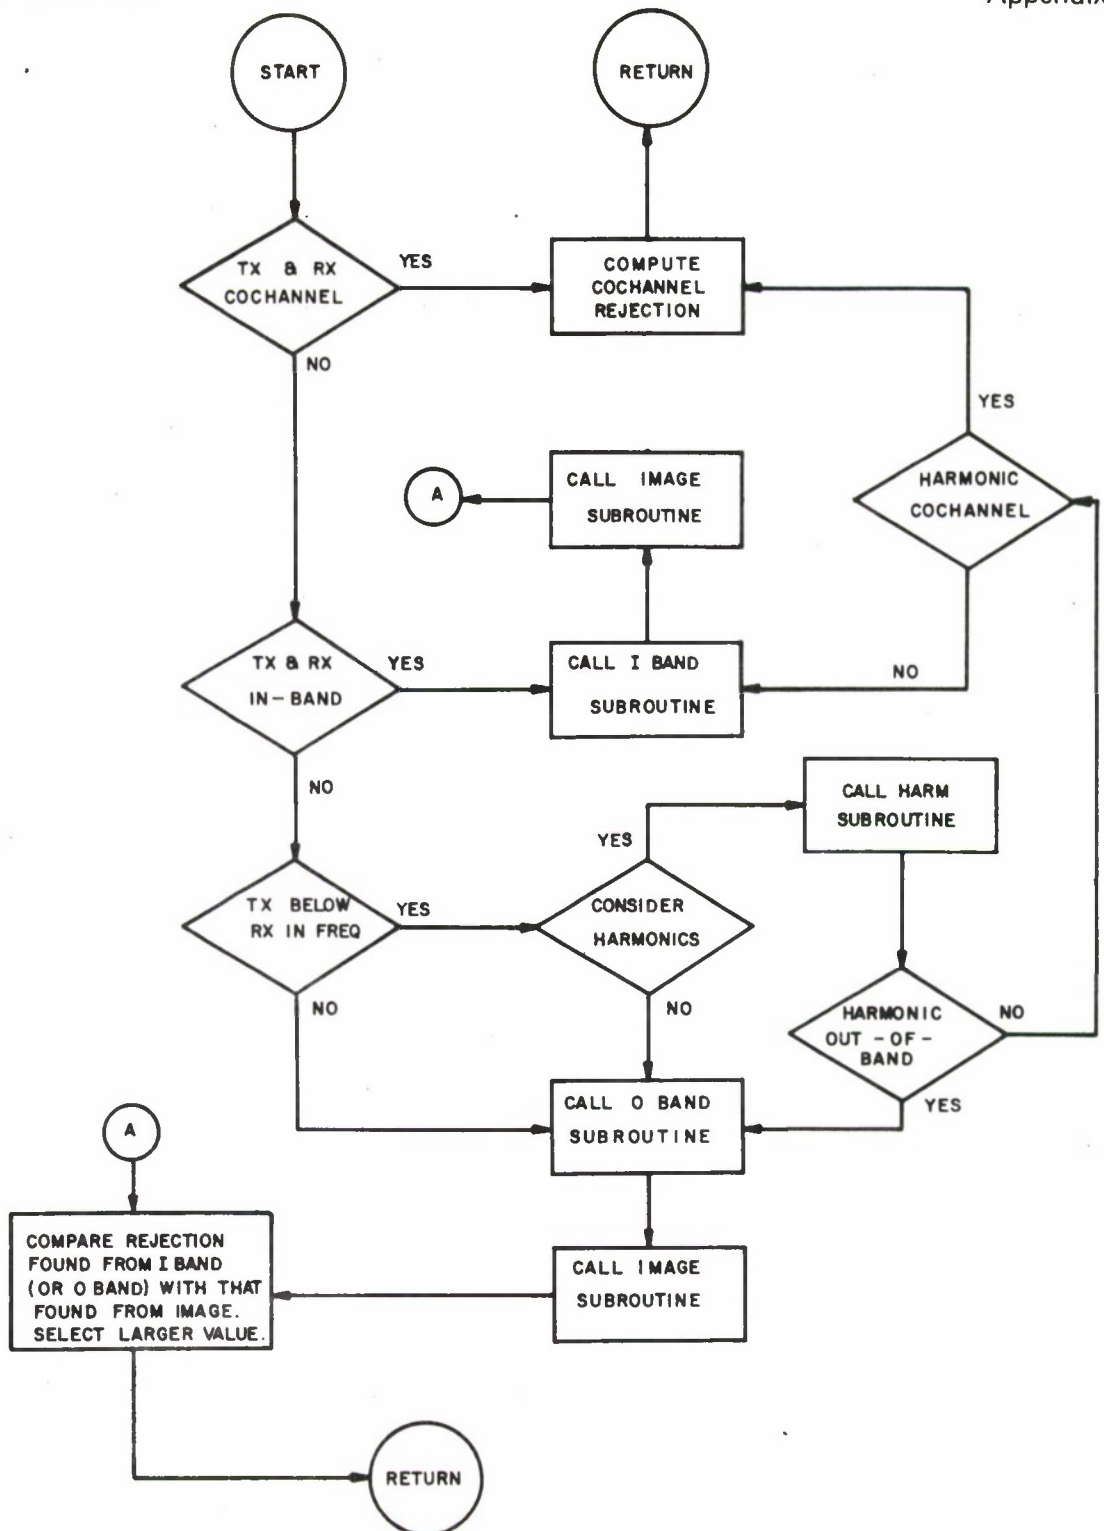 Appendix
START
RETURN
TX & RX
COCHANNEL
YES
COMPUTE
COCHANNEL
REJECTION
NO
YES
CALL IMAGE
SUBROUTINE
A
HARMONIC
COCHANNEL
TX & RX
IN-BAND
YES
CALL I BAND
SUBROUTINE
NO
NO
CALL HARM
SUBROUTINE
YES
TX BELOW
RX IN FREQ
YES
CONSIDER
HARMONICS
NO
NO
HARMONIC
OUT-OF-
BAND
NO
YES
CALL O BAND
SUBROUTINE
A
COMPARE REJECTION
FOUND FROM I BAND
(OR O BAND) WITH THAT
FOUND FROM IMAGE.
SELECT LARGER VALUE.
CALL IMAGE
SUBROUTINE
RETURN